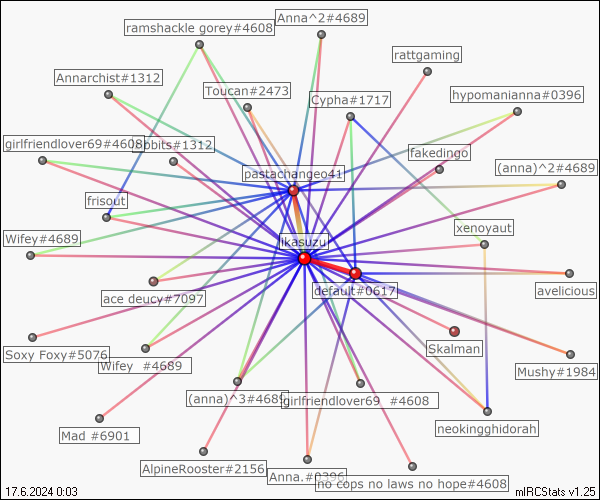 Anna^2#4689
ramshackle gorey#4608
rattgaming
Annarchist#1312
Toucan#2473
Cypha#1717
hypomanianna#0396
girlfriendlover69#4608
bbits#1312
fakedingo
pastachangeo41
(anna)^2#4689
frisout
xenoyaut
Wifey#4689
ikasuzu
ace deucy#7097
default#0617
avelicious
Soxy Foxy#5076
Wifey #4689
Skalman
Mushy#1984
(anna)^3#4689
girlfriendlover69 #4608
Mad #6901
neokingghidorah
AlpineRooster#2156
Anna.#0396
no cops no laws no hope#4608
17.6.2024 0:03
mIRCStats v1.25